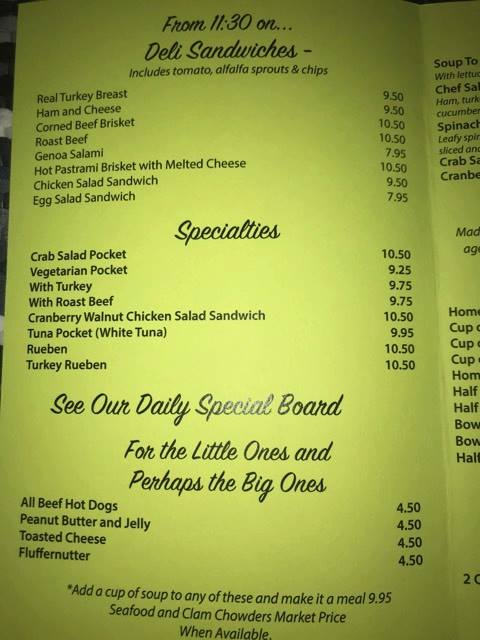 From 11:30 on...
Deli Sandwiches -
Includes tomato, alfalfa sprouts & chips
Real Turkey Breast 9.50
Ham and Cheese 9.50
Corned Beef Brisket 10.50
Roast Beef 10.50
Genoa Salami 7.95
Hot Pastrami Brisket with Melted Cheese 10.50
Chicken Salad Sandwich 9.50
Egg Salad Sandwich 7.95
Specialties
Crab Salad Pocket 10.50
Vegetarian Pocket 9.25
With Turkey 9.75
With Roast Beef 9.75
Cranberry Walnut Chicken Salad Sandwich 10.50
Tuna Pocket (White Tuna) 9.95
Rueben 10.50
Turkey Rueben 10.50
See Our Daily Special Board
For the Little Ones and
Perhaps the Big Ones
All Beef Hot Dogs 4.50
Peanut Butter and Jelly 4.50
Toasted Cheese 4.50
Fluffernutter 4.50
*Add a cup of soup to any of these and make it a meal 9.95
Seafood and Clam Chowders Market Price
When Available.
Soup To
With lettuc
Chef Sal
Ham, turk
cucumber
Spinach
Leafy spin
sliced and
Crab Sa
Cranbe
Mad
age
Home
Cup o
Cup o
Cup o
Hom
Half
Half
Bow
Bow
Half
2 C